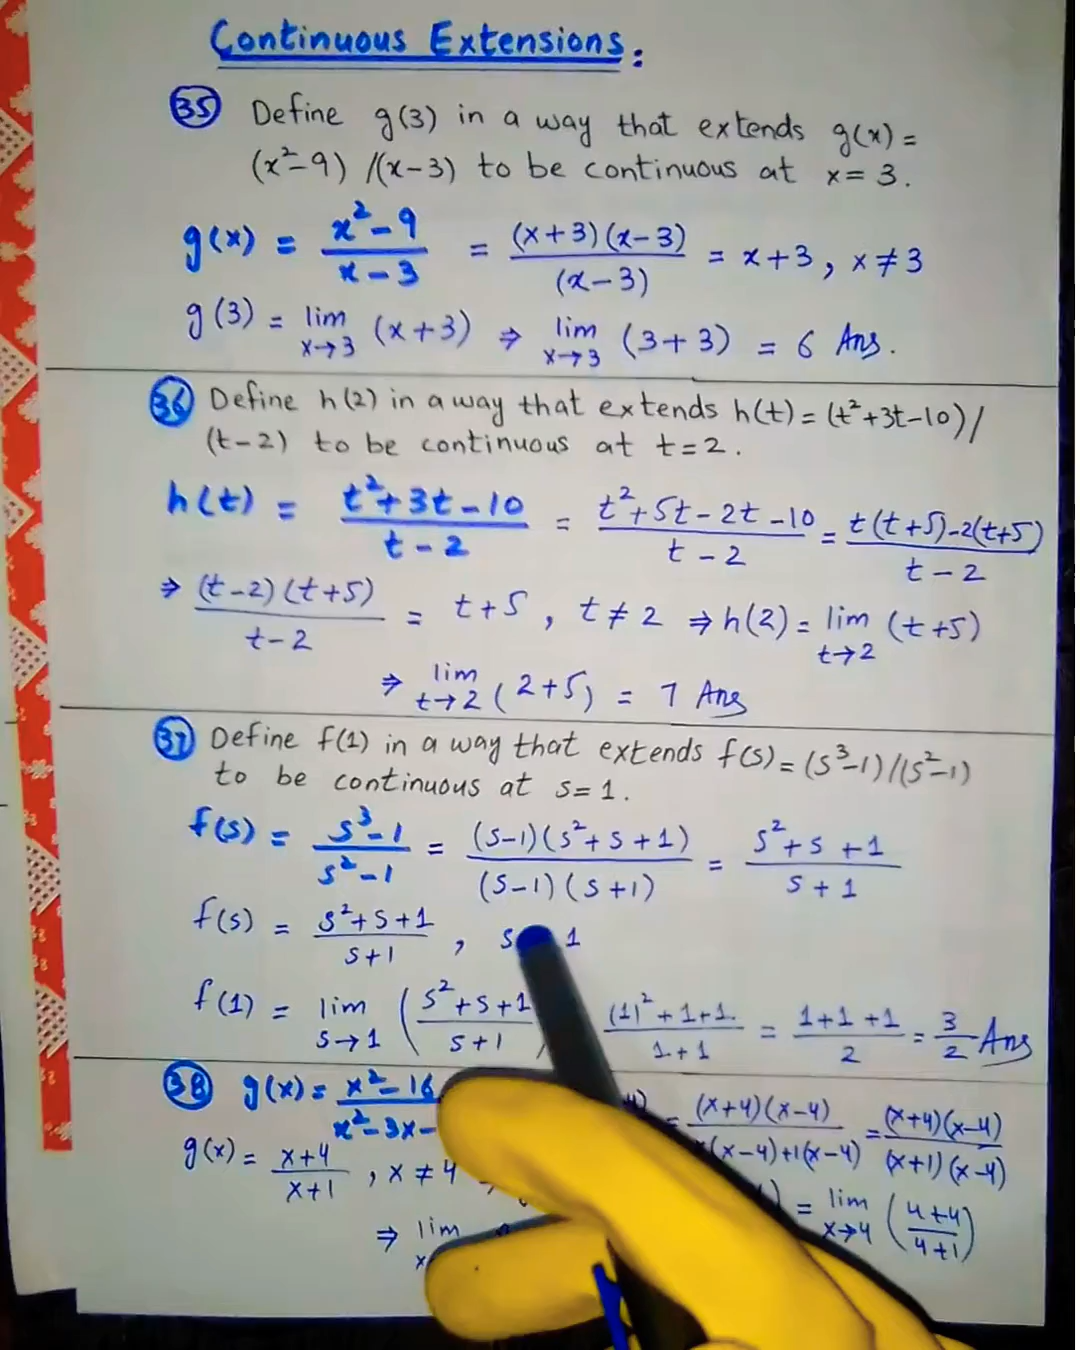 Continuous Extensions:
35 Define g(3) in a way that extends g(x) =
(x²-9) /(x-3) to be continuous at x = 3.
g(x) = x²-9 / x-3 = (x+3)(x-3) / (x-3) = x+3, x≠3
g(3) = lim x→3 (x+3) ⇒ lim x→3 (3+3) = 6 Ans.
36 Define h(2) in a way that extends h(t) = (t²+3t-10)/
(t-2) to be continuous at t=2.
h(t) = t²+3t-10 / t-2 = t²+5t-2t-10 / t-2 = t(t+5)-2(t+5) / t-2
⇒ (t-2)(t+5) / t-2 = t+5, t≠2 ⇒ h(2) = lim t→2 (t+5)
⇒ lim t→2 (2+5) = 7 Ans
37 Define f(1) in a way that extends f(s) = (s³-1)/(s²-1)
to be continuous at s=1.
f(s) = s³-1 / s²-1 = (s-1)(s²+s+1) / (s-1)(s+1) = s²+s+1 / s+1
f(s) = s²+s+1 / s+1, s 1
f(1) = lim s→1 (s²+s+1 / s+1) (1)²+1+1. / 1+1 = 1+1+1 / 2 = 3/2 Ans
38 g(x) = x²-16 / x²-3x- = (x+4)(x-4) / (x-4)+1(x-4) = (x+4)(x-4) / (x+1)(x-4)
g(x) = x+4 / x+1, x≠4 = lim x→4 (4+4 / 4+1)
⇒ lim